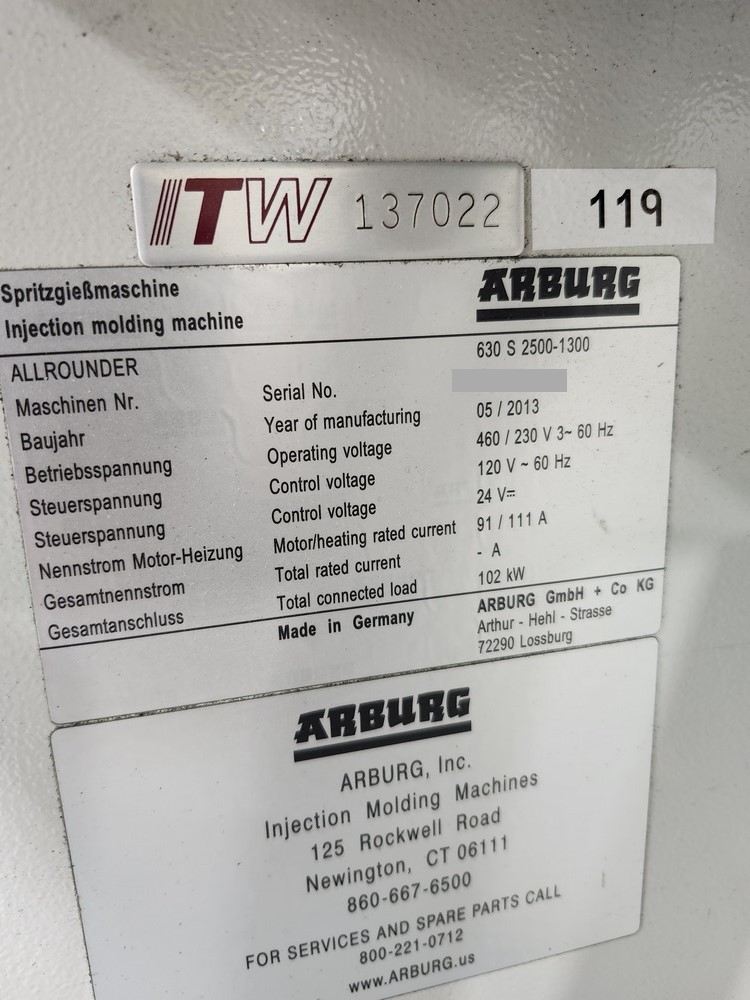 ITW 137022 119
Spritzgießmaschine
Injection molding machine
ARBURG
ALLROUNDER 630 S 2500-1300
Maschinen Nr. Serial No.
Baujahr Year of manufacturing 05 / 2013
Betriebsspannung Operating voltage 460 / 230 V 3~ 60 Hz
Steuerspannung Control voltage 120 V ~ 60 Hz
Steuerspannung Control voltage 24 V⎓
Nennstrom Motor-Heizung Motor/heating rated current 91 / 111 A
Gesamtnennstrom Total rated current - A
Gesamtanschluss Total connected load 102 kW
Made in Germany
ARBURG GmbH + Co KG
Arthur - Hehl - Strasse
72290 Lossburg
ARBURG
ARBURG, Inc.
Injection Molding Machines
125 Rockwell Road
Newington, CT 06111
860-667-6500
FOR SERVICES AND SPARE PARTS CALL
800-221-0712
www.ARBURG.us